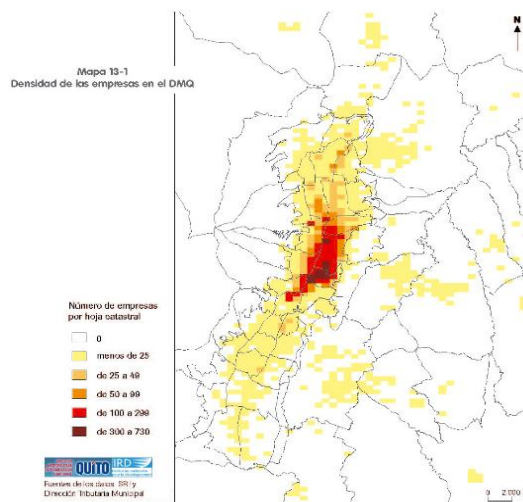 Mapa 13-1
Densidad de las empresas en el DMQ
N
Número de empresas
por hoja catastral
0
menos de 25
de 25 a 49
de 50 a 99
de 100 a 299
de 300 a 730
QUITO
IRD
Fuentes de los datos: SRI y
Dirección Tributaria Municipal
0